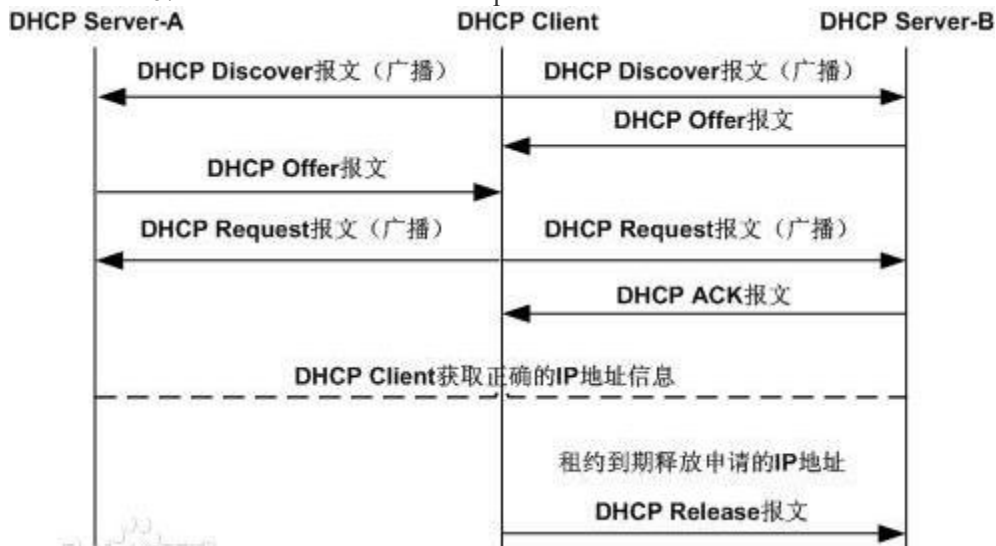 DHCP Server-A DHCP Client DHCP Server-B
DHCP Discover报文（广播） DHCP Discover报文（广播）
DHCP Offer报文
DHCP Offer报文
DHCP Request报文（广播） DHCP Request报文（广播）
DHCP ACK报文
DHCP Client获取正确的IP地址信息
租约到期释放申请的IP地址
DHCP Release报文